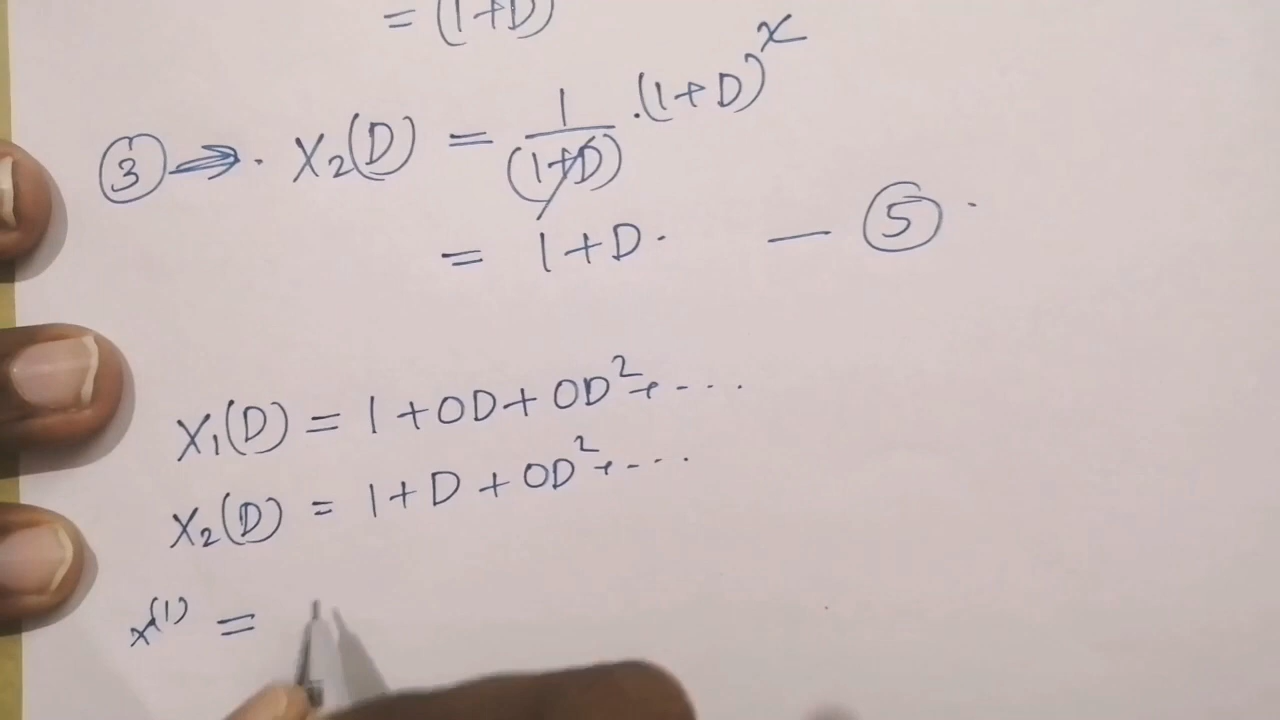 = (1+D)
③ → . X₂(D) = 1/(1+D) . (1+D)^x
= 1+D . — ⑤ .
X₁(D) = 1 + 0D + 0D² + - - - .
X₂(D) = 1 + D + 0D² + - - - .
x⁽¹⁾ =